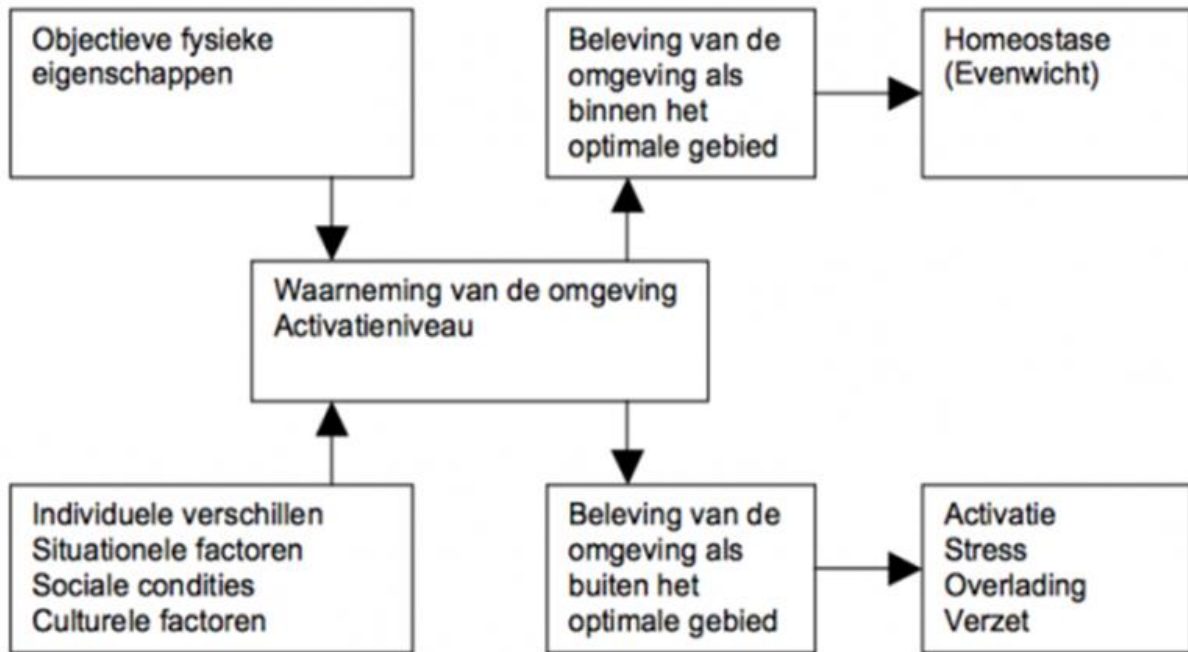 Objectieve fysieke
eigenschappen
Beleving van de
omgeving als
binnen het
optimale gebied
Homeostase
(Evenwicht)
Waarneming van de omgeving
Activatieniveau
Individuele verschillen
Situationele factoren
Sociale condities
Culturele factoren
Beleving van de
omgeving als
buiten het
optimale gebied
Activatie
Stress
Overlading
Verzet